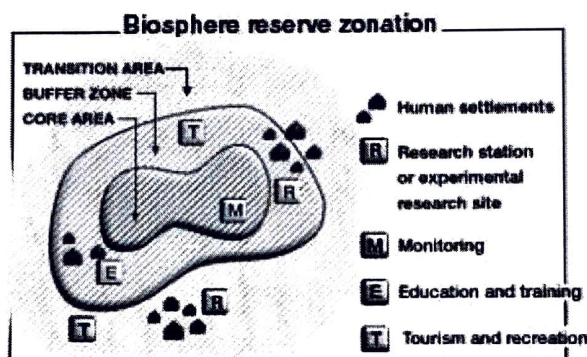 Biosphere reserve zonation
TRANSITION AREA
BUFFER ZONE
CORE AREA
T
R
M
E
T
R
Human settlements
R Research station
or experimental
research site
M Monitoring
E Education and training
T Tourism and recreation